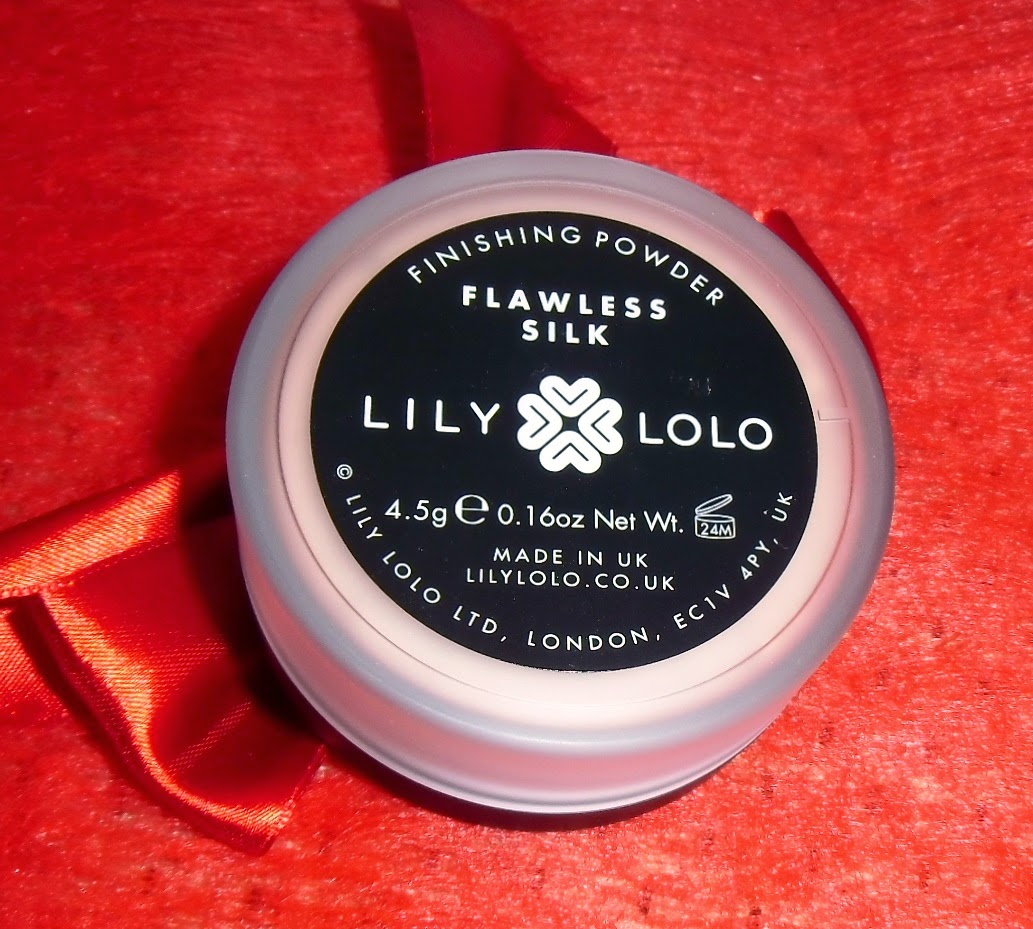 FINISHING POWDER
FLAWLESS
SILK
LILY LOLO
4.5g ℮ 0.16oz Net Wt. 24M
MADE IN UK
LILYLOLO.CO.UK
© LILY LOLO LTD, LONDON, EC1V 4PY, UK